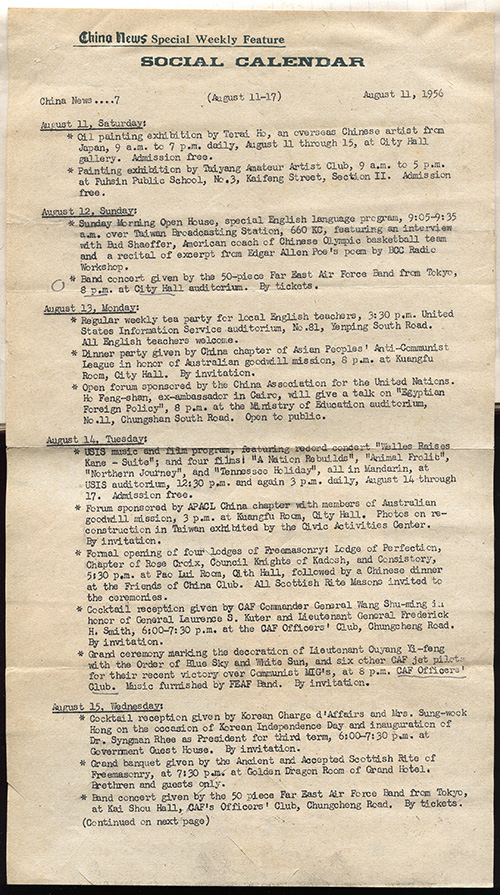 China News Special Weekly Feature
SOCIAL CALENDAR
China News....7 (August 11-17) August 11, 1956
August 11, Saturday:
* Oil painting exhibition by Terai Ho, an overseas Chinese artist from
Japan, 9 a.m. to 7 p.m. daily, August 11 through 15, at City Hall
gallery. Admission free.
* Painting exhibition by Taiyang Amateur Artist Club, 9 a.m. to 5 p.m.
at Fuhsin Public School, No.3, Kaifeng Street, Section II. Admission
free.
August 12, Sunday:
* Sunday Morning Open House, special English language program, 9:05-9:35
a.m. over Taiwan Broadcasting Station, 660 KC, featuring an interview
with Bud Shaeffer, American coach of Chinese Olympic basketball team
and a recital of excerpt from Edgar Allen Poe's poem by BCC Radio
Workshop.
* Band concert given by the 50-piece Far East Air Force Band from Tokyo,
8 p.m. at City Hall auditorium. By tickets.
August 13, Monday:
* Regular weekly tea party for local English teachers, 3:30 p.m. United
States Information Service auditorium, No.81, Yenping South Road.
All English teachers welcome.
* Dinner party given by China chapter of Asian Peoples' Anti-Communist
League in honor of Australian goodwill mission, 8 p.m. at Kuangfu
Room, City Hall. By invitation.
* Open forum sponsored by the China Association for the United Nations.
Ho Feng-shan, ex-ambassador in Cairo, will give a talk on "Egyptian
Foreign Policy", 8 p.m. at the Ministry of Education auditorium,
No.11, Chungshan South Road. Open to public.
August 14, Tuesday:
* USIS music and film program, featuring record concert "Welles Raises
Kane - Suite"; and four films: "A Nation Rebuilds", "Animal Frolic",
"Northern Journey", and "Tennessee Holiday", all in Mandarin, at
USIS auditorium, 12:30 p.m. and again 3 p.m. daily, August 14 through
17. Admission free.
* Forum sponsored by APACL China chapter with members of Australian
goodwill mission, 3 p.m. at Kuangfu Room, City Hall. Photos on re-
construction in Taiwan exhibited by the Civic Activities Center.
By invitation.
* Formal opening of four lodges of Freemasonry: Lodge of Perfection,
Chapter of Rose Croix, Council Knights of Kadosh, and Consistory,
5:30 p.m. at Pao Lui Room, Cith Hall, followed by a Chinese dinner
at the Friends of China Club. All Scottish Rite Masons invited to
the ceremonies.
* Cocktail reception given by CAF Commander General Wang Shu-ming in
honor of General Laurence S. Kuter and Lieutenant General Frederick
H. Smith, 6:00-7:30 p.m. at the CAF Officers' Club, Chungcheng Road.
By invitation.
* Grand ceremony marking the decoration of Lieutenant Ouyang Yi-feng
with the Order of Blue Sky and White Sun, and six other CAF jet pilots
for their recent victory over Communist MIG's, at 8 p.m. CAF Officers'
Club. Music furnished by FEAF Band. By invitation.
August 15, Wednesday:
* Cocktail reception given by Korean Charge d'Affairs and Mrs. Sung-wook
Hong on the occasion of Korean Independence Day and inauguration of
Dr. Syngman Rhee as President for third term, 6:00-7:30 p.m. at
Government Guest House. By invitation.
* Grand banquet given by the Ancient and Accepted Scottish Rite of
Freemasonry, at 7:30 p.m. at Golden Dragon Room of Grand Hotel.
Brethren and guests only.
* Band concert given by the 50 piece Far East Air Force Band from Tokyo,
at Kai Shou Hall, CAF's Officers' Club, Chungcheng Road. By tickets.
(Continued on next page)